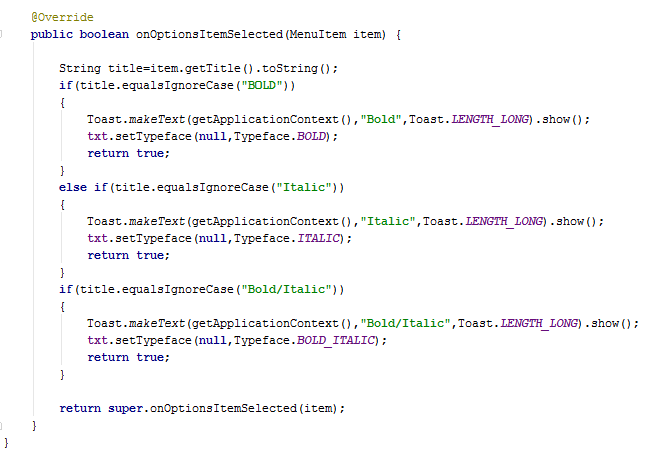 @Override
public boolean onOptionsItemSelected(MenuItem item) {
String title=item.getTitle().toString();
if(title.equalsIgnoreCase("BOLD"))
{
Toast.makeText(getApplicationContext(),"Bold",Toast.LENGTH_LONG).show();
txt.setTypeface(null,Typeface.BOLD);
return true;
}
else if(title.equalsIgnoreCase("Italic"))
{
Toast.makeText(getApplicationContext(),"Italic",Toast.LENGTH_LONG).show();
txt.setTypeface(null,Typeface.ITALIC);
return true;
}
if(title.equalsIgnoreCase("Bold/Italic"))
{
Toast.makeText(getApplicationContext(),"Bold/Italic",Toast.LENGTH_LONG).show();
txt.setTypeface(null,Typeface.BOLD_ITALIC);
return true;
}
return super.onOptionsItemSelected(item);
}
}